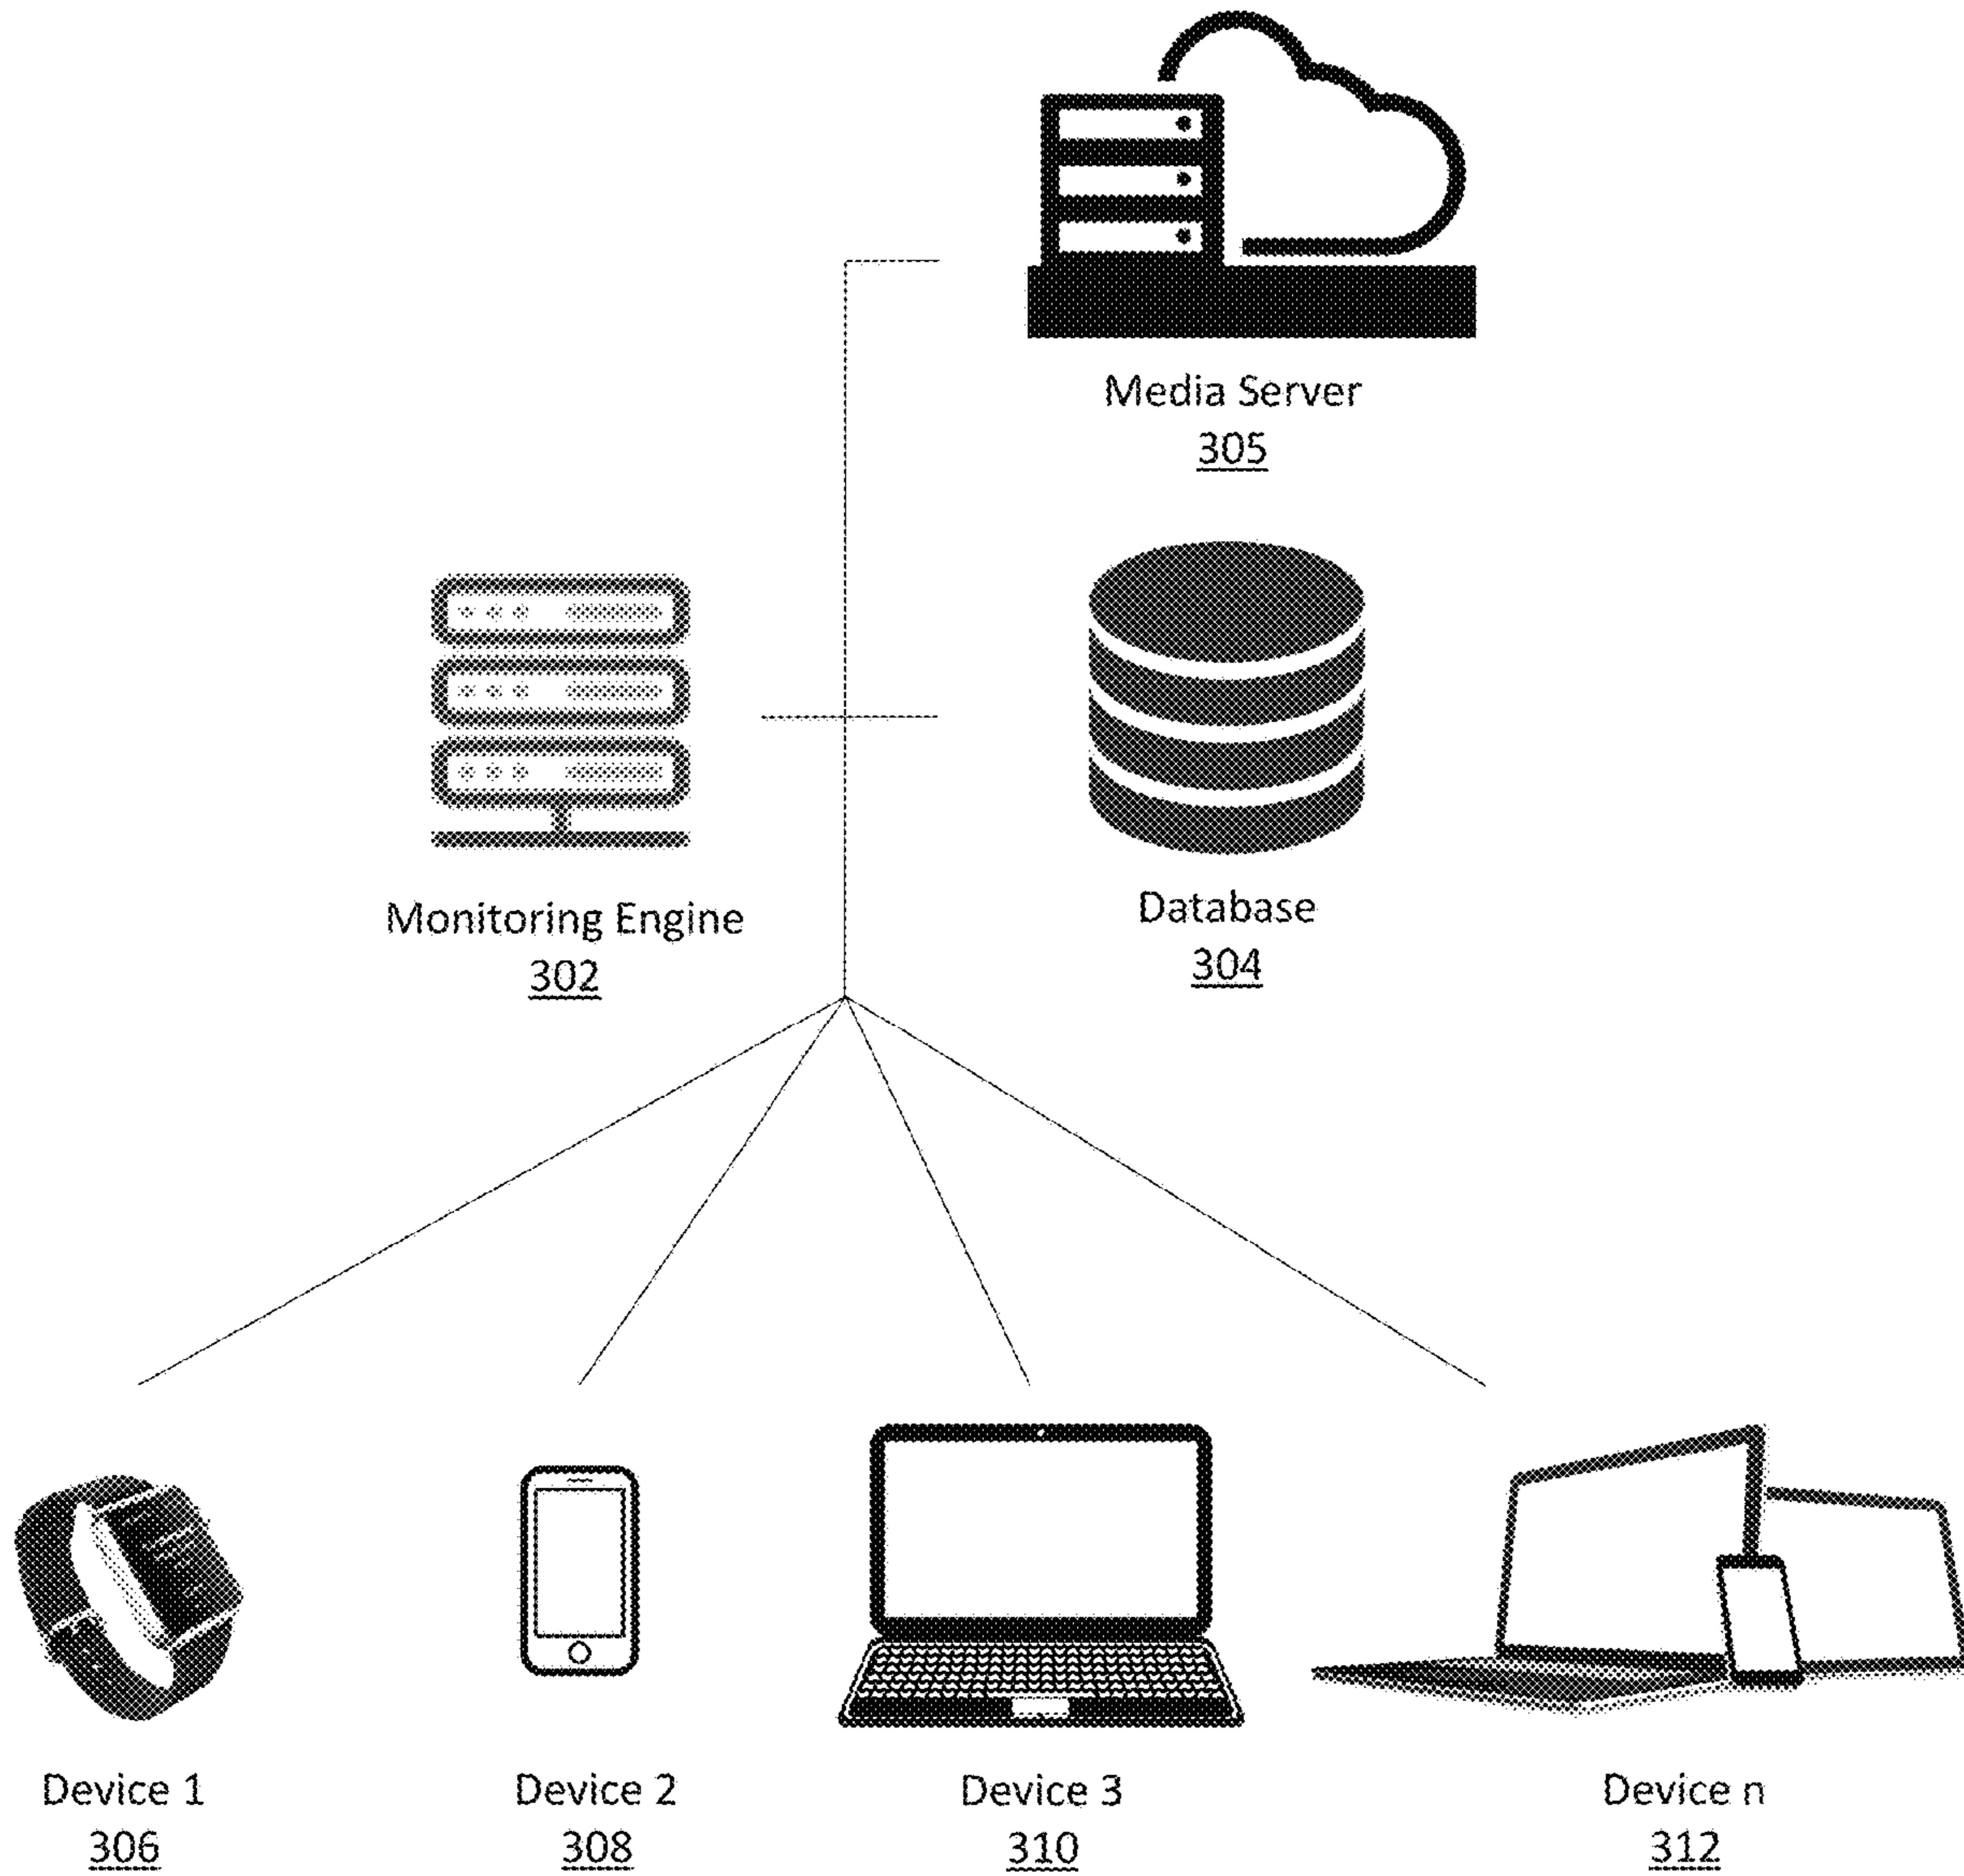 Media Server
305
Monitoring Engine
302
Database
304
Device 1
306
Device 2
308
Device 3
310
Device n
312